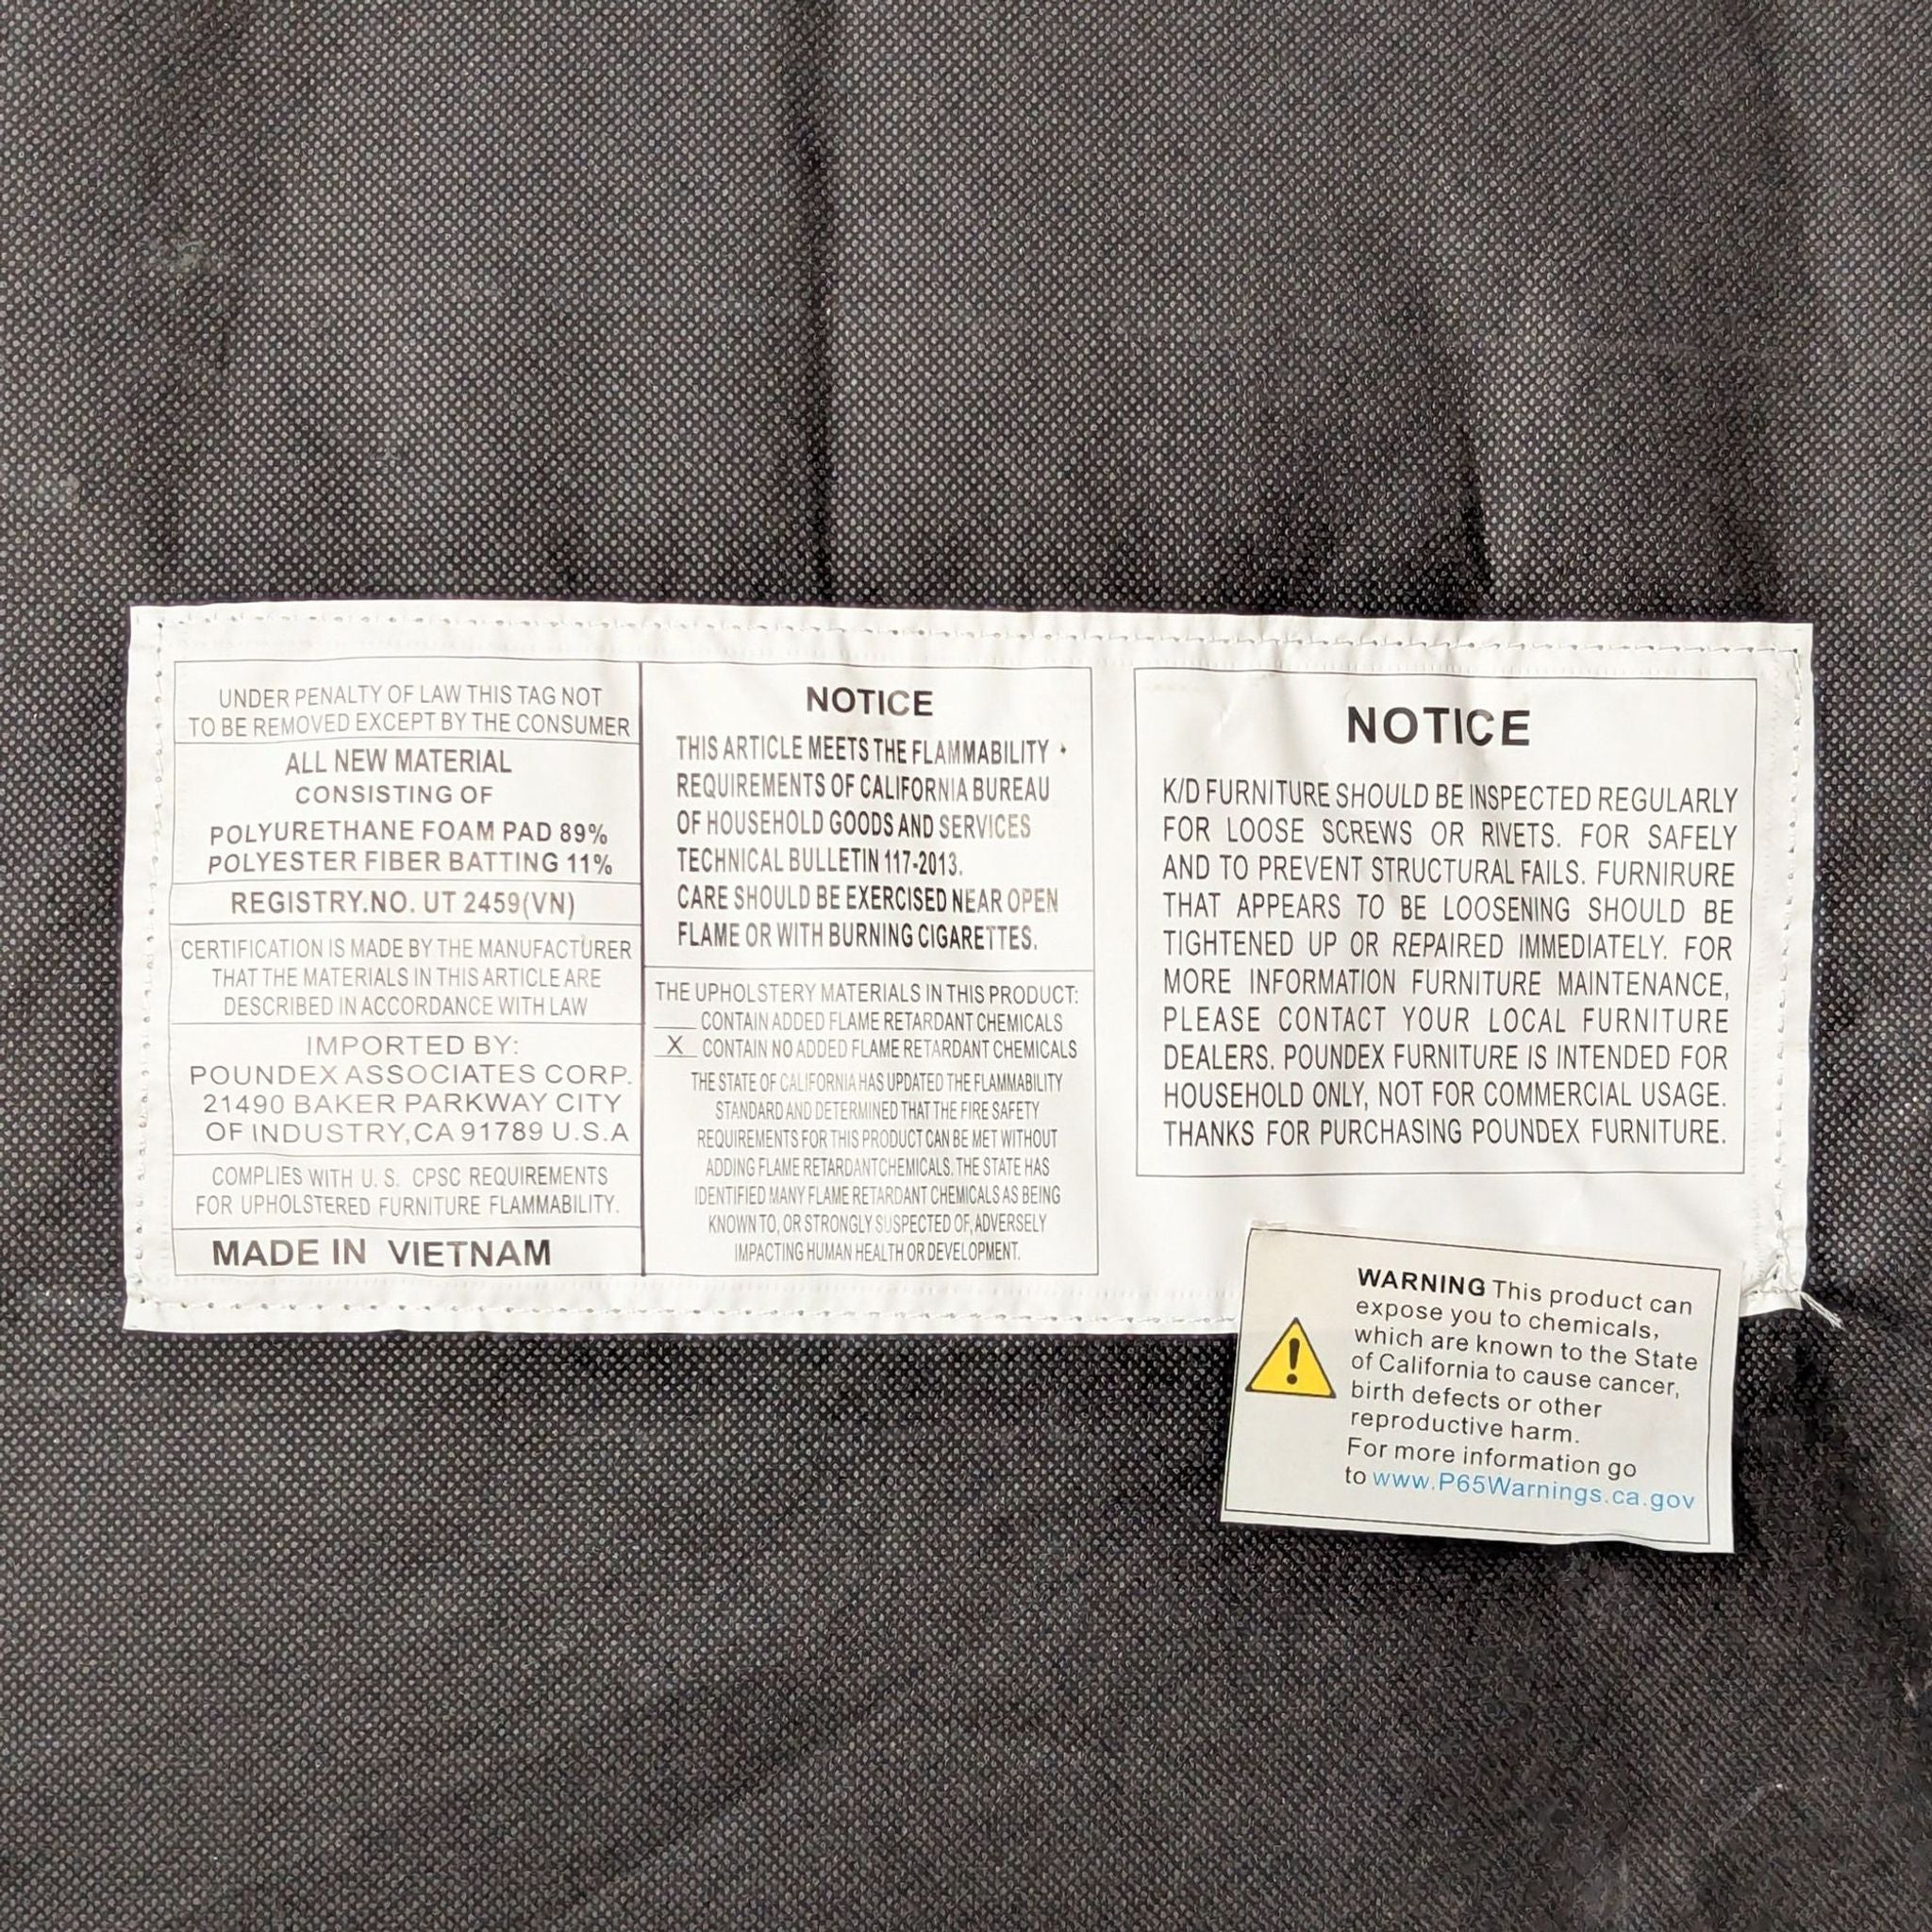 UNDER PENALTY OF LAW THIS TAG NOT
TO BE REMOVED EXCEPT BY THE CONSUMER
ALL NEW MATERIAL
CONSISTING OF
POLYURETHANE FOAM PAD 89%
POLYESTER FIBER BATTING 11%
REGISTRY.NO. UT 2459(VN)
CERTIFICATION IS MADE BY THE MANUFACTURER
THAT THE MATERIALS IN THIS ARTICLE ARE
DESCRIBED IN ACCORDANCE WITH LAW
IMPORTED BY:
POUNDEX ASSOCIATES CORP.
21490 BAKER PARKWAY CITY
OF INDUSTRY,CA 91789 U.S.A
COMPLIES WITH U. S. CPSC REQUIREMENTS
FOR UPHOLSTERED FURNITURE FLAMMABILITY.
MADE IN VIETNAM
NOTICE
THIS ARTICLE MEETS THE FLAMMABILITY
REQUIREMENTS OF CALIFORNIA BUREAU
OF HOUSEHOLD GOODS AND SERVICES
TECHNICAL BULLETIN 117-2013.
CARE SHOULD BE EXERCISED NEAR OPEN
FLAME OR WITH BURNING CIGARETTES.
THE UPHOLSTERY MATERIALS IN THIS PRODUCT:
___ CONTAIN ADDED FLAME RETARDANT CHEMICALS
_X_ CONTAIN NO ADDED FLAME RETARDANT CHEMICALS
THE STATE OF CALIFORNIA HAS UPDATED THE FLAMMABILITY
STANDARD AND DETERMINED THAT THE FIRE SAFETY
REQUIREMENTS FOR THIS PRODUCT CAN BE MET WITHOUT
ADDING FLAME RETARDANTCHEMICALS. THE STATE HAS
IDENTIFIED MANY FLAME RETARDANT CHEMICALS AS BEING
KNOWN TO, OR STRONGLY SUSPECTED OF, ADVERSELY
IMPACTING HUMAN HEALTH OR DEVELOPMENT.
NOTICE
K/D FURNITURE SHOULD BE INSPECTED REGULARLY
FOR LOOSE SCREWS OR RIVETS. FOR SAFELY
AND TO PREVENT STRUCTURAL FAILS. FURNIRURE
THAT APPEARS TO BE LOOSENING SHOULD BE
TIGHTENED UP OR REPAIRED IMMEDIATELY. FOR
MORE INFORMATION FURNITURE MAINTENANCE,
PLEASE CONTACT YOUR LOCAL FURNITURE
DEALERS. POUNDEX FURNITURE IS INTENDED FOR
HOUSEHOLD ONLY, NOT FOR COMMERCIAL USAGE.
THANKS FOR PURCHASING POUNDEX FURNITURE.
WARNING This product can
expose you to chemicals,
which are known to the State
of California to cause cancer,
birth defects or other
reproductive harm.
For more information go
to www.P65Warnings.ca.gov